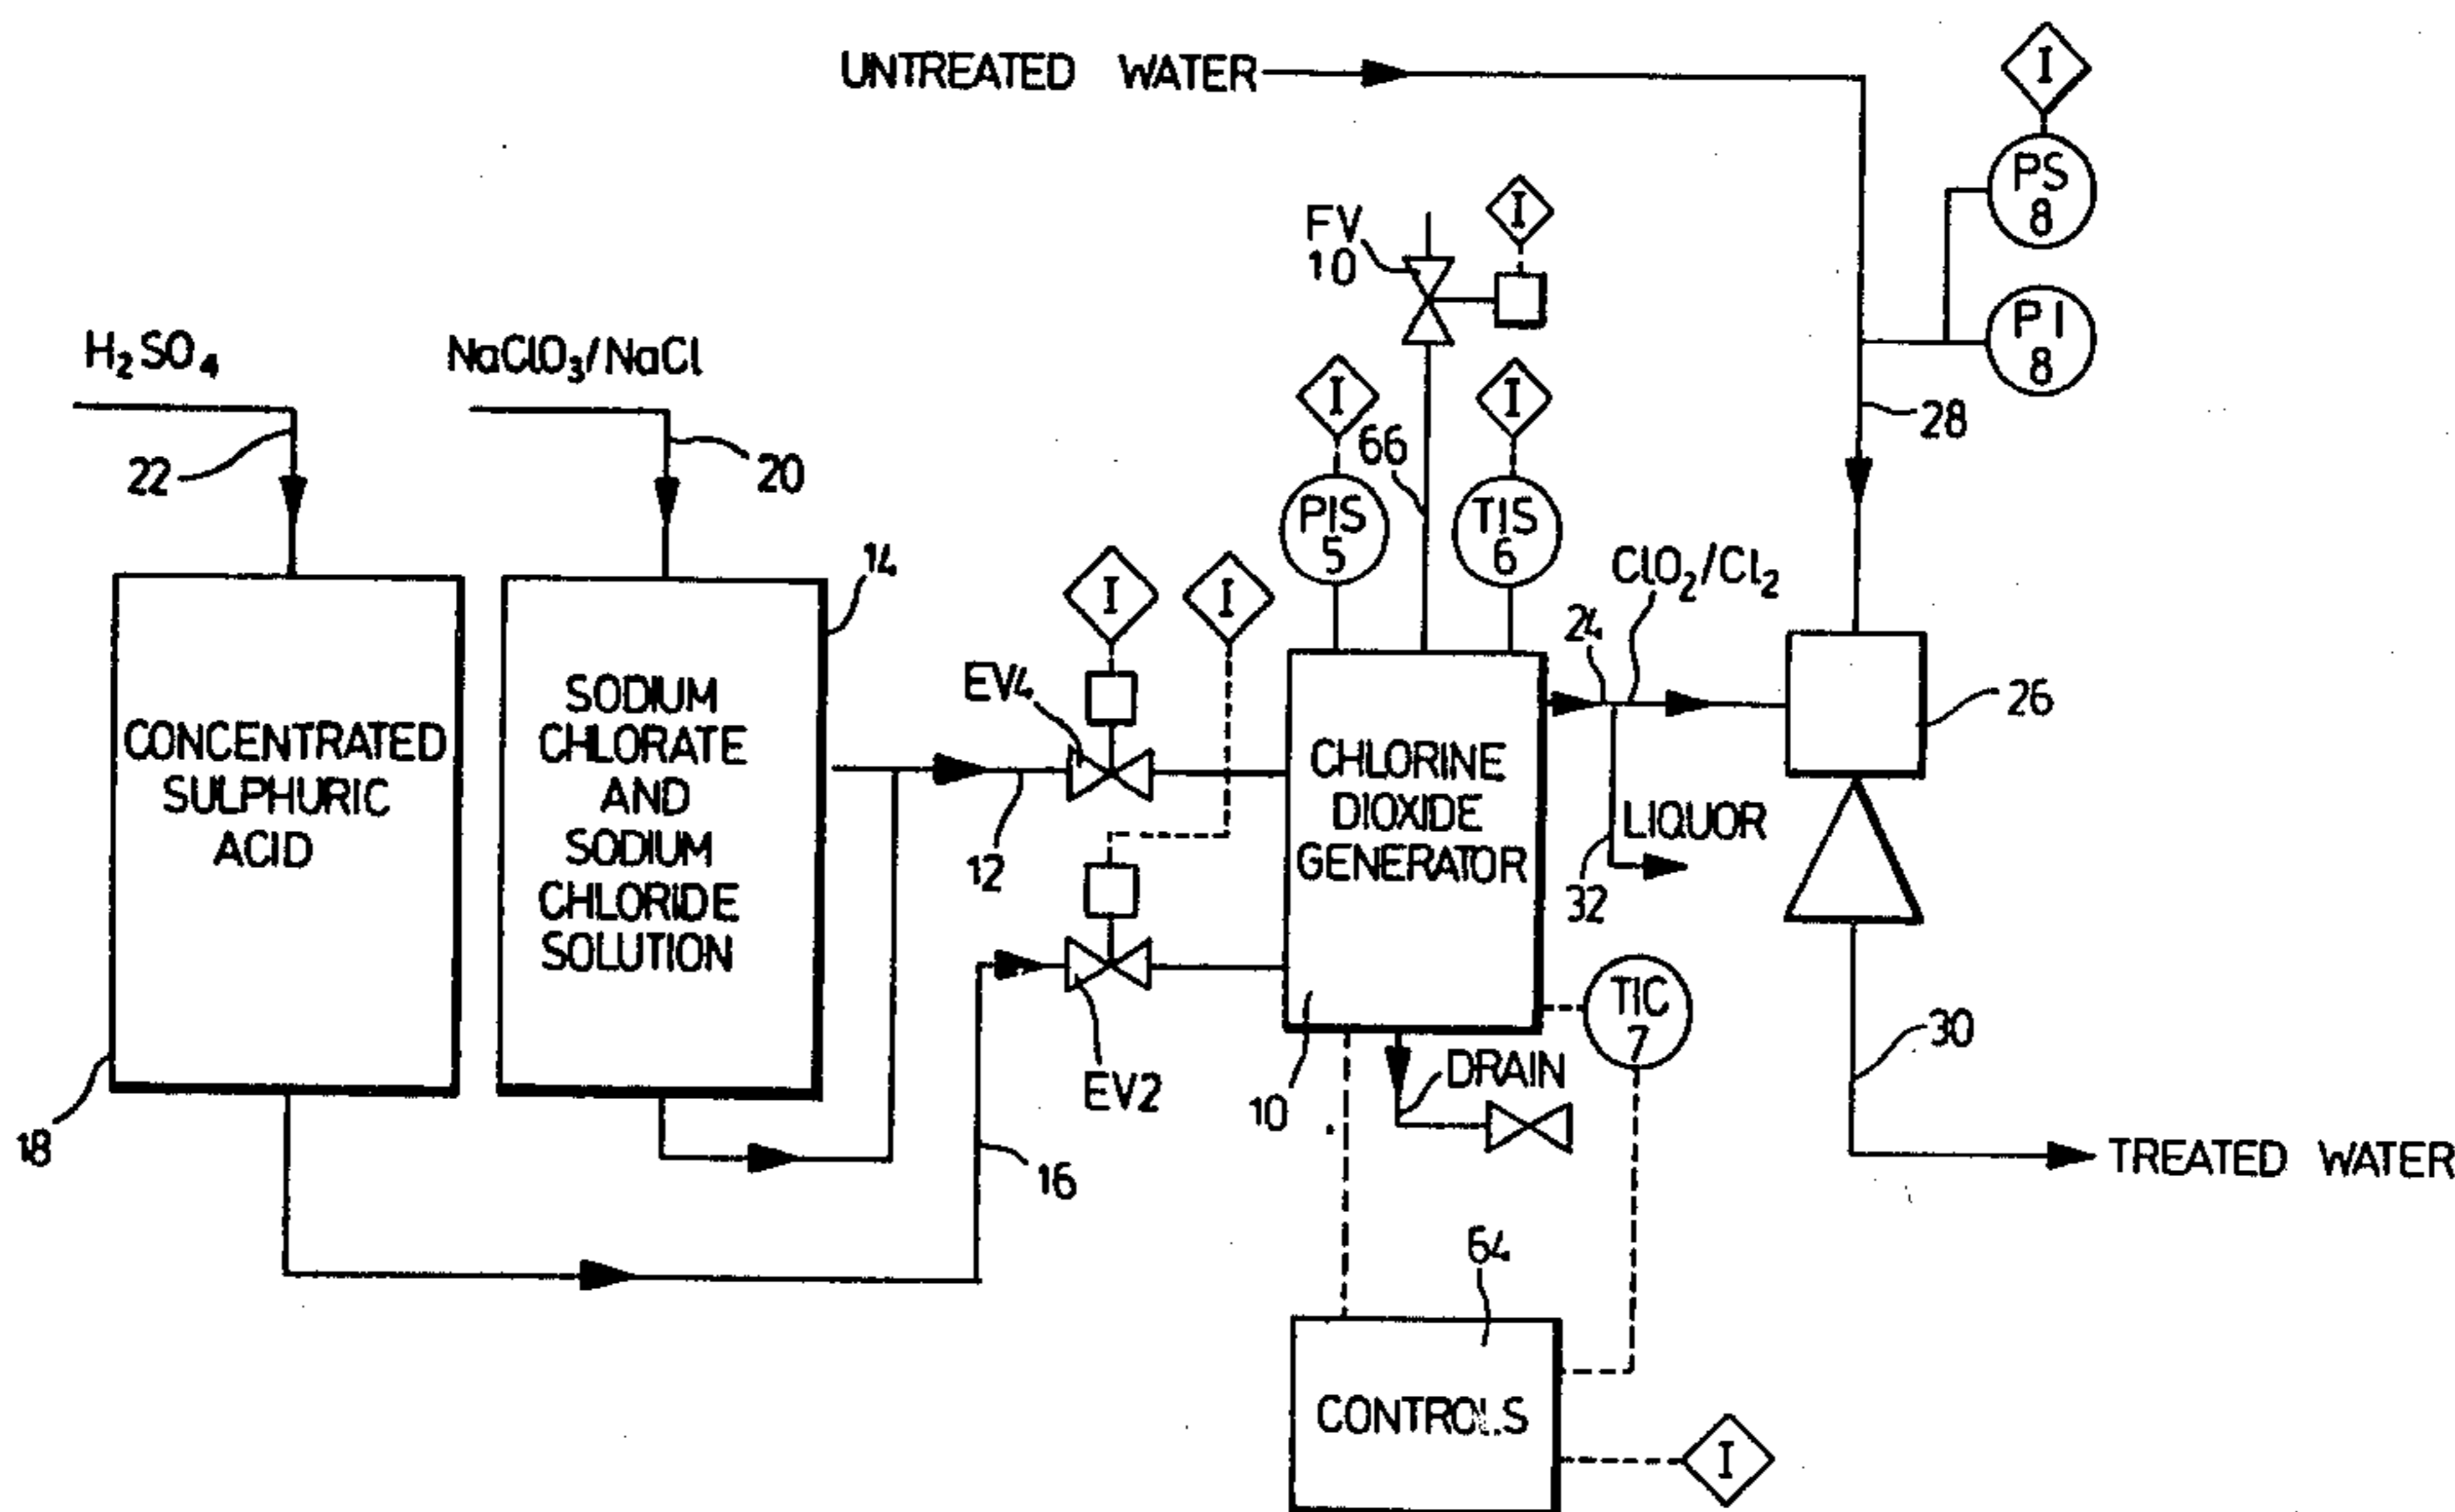 UNTREATED WATER
I
PS
8
FV
10
I
PI
8
H₂SO₄
NaClO₃/NaCl
I
I
66
28
22
20
PIS
5
TIS
6
14
I
I
ClO₂/Cl₂
24
EV4
26
CONCENTRATED
SULPHURIC
ACID
SODIUM
CHLORATE
AND
SODIUM
CHLORIDE
SOLUTION
CHLORINE
DIOXIDE
GENERATOR
LIQUOR
12
32
TIC
7
EV2
10
DRAIN
30
18
16
TREATED WATER
64
CONTROLS
I